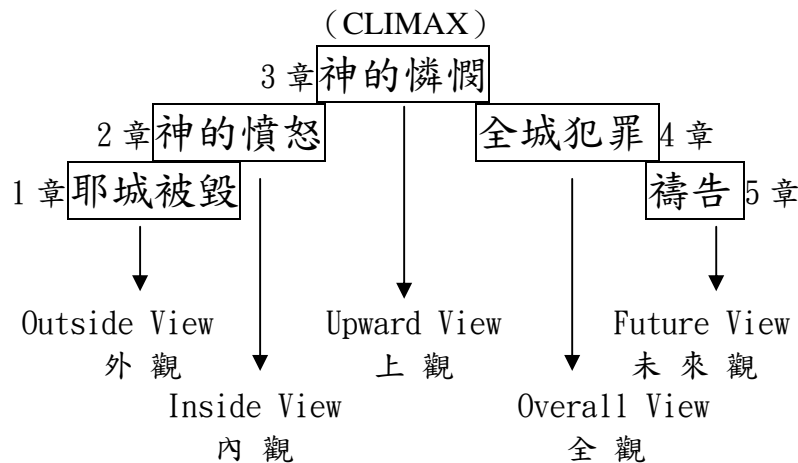 （CLIMAX）
3 章 神的憐憫
2 章 神的憤怒 全城犯罪 4 章
1 章 耶城被毀 禱告 5 章
Outside View Upward View Future View
外 觀 上 觀 未 來 觀
Inside View Overall View
內 觀 全 觀